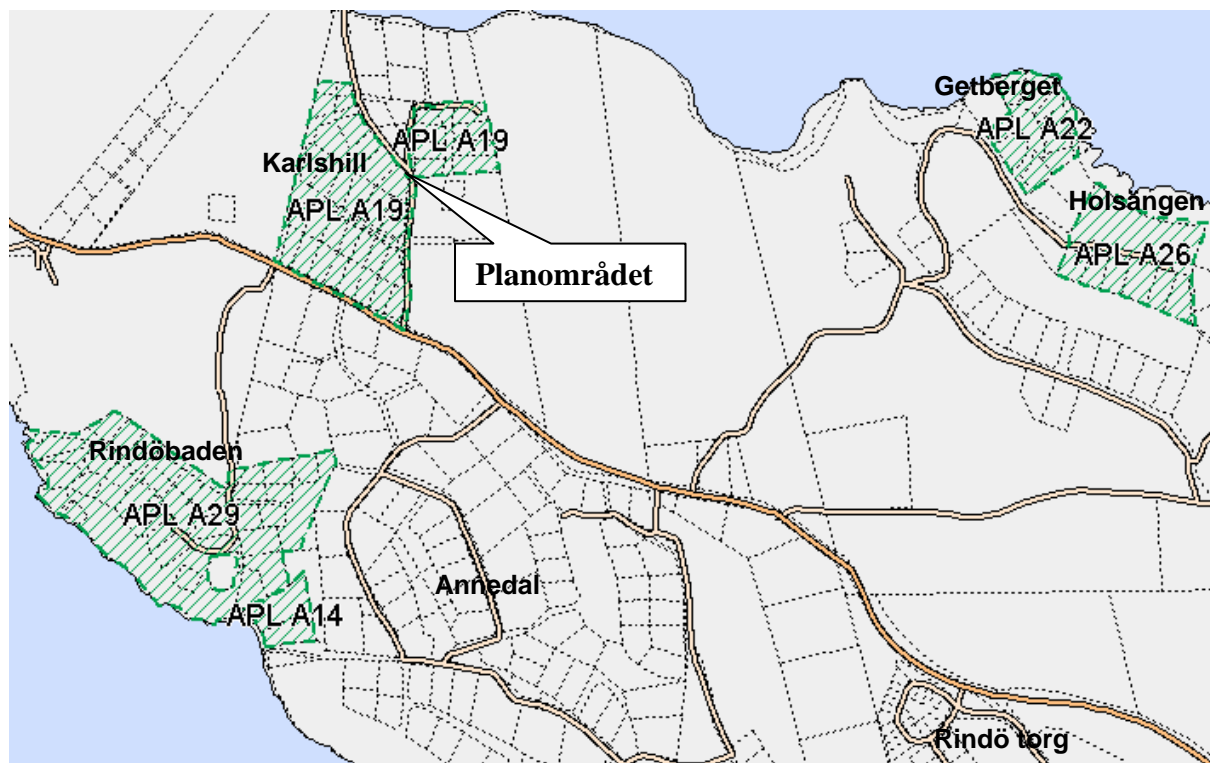 Getberget
APL A22
APL A19
Karlshill
APL A19
Holsängen
APL A26
Planområdet
Rindöbaden
APL A29
Annedal
APL A14
Rindö torg